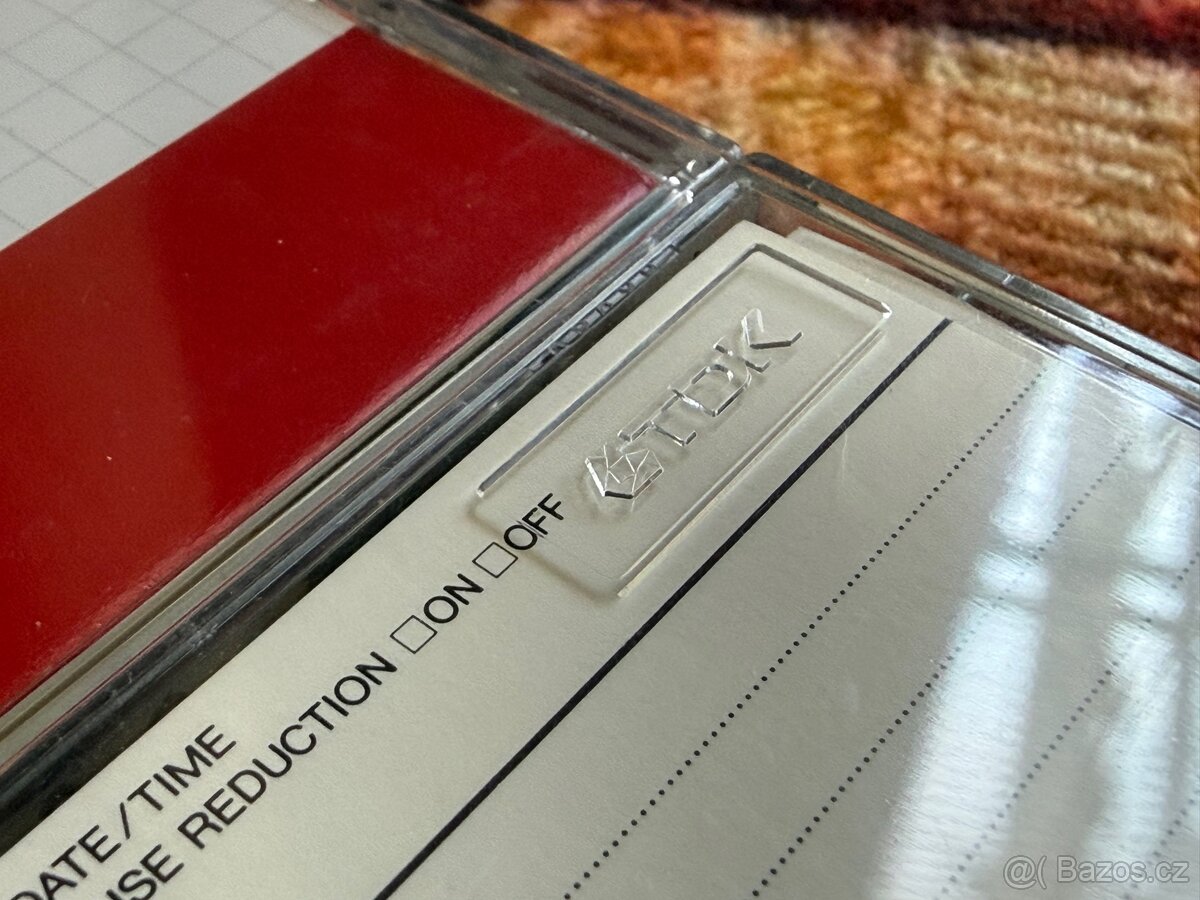 TDK
DATE/TIME
ISE REDUCTION □ON □OFF
@( Bazos.cz